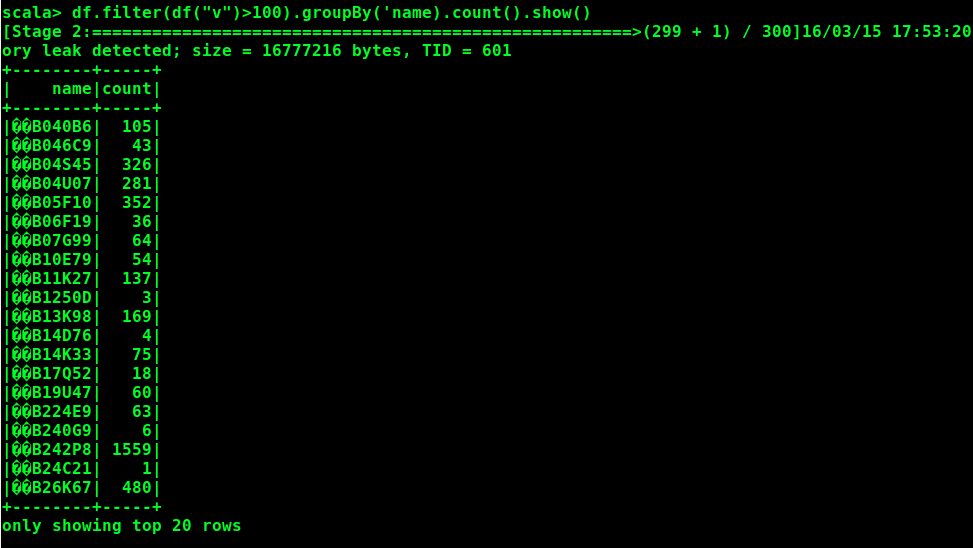 scala> df.filter(df("v")>100).groupBy('name).count().show()
[Stage 2:======================================================>(299 + 1) / 300]16/03/15 17:53:20
ory leak detected; size = 16777216 bytes, TID = 601
+--------+-----+
|    name|count|
+--------+-----+
|��B040B6|  105|
|��B046C9|   43|
|��B04S45|  326|
|��B04U07|  281|
|��B05F10|  352|
|��B06F19|   36|
|��B07G99|   64|
|��B10E79|   54|
|��B11K27|  137|
|��B1250D|    3|
|��B13K98|  169|
|��B14D76|    4|
|��B14K33|   75|
|��B17Q52|   18|
|��B19U47|   60|
|��B224E9|   63|
|��B240G9|    6|
|��B242P8| 1559|
|��B24C21|    1|
|��B26K67|  480|
+--------+-----+
only showing top 20 rows